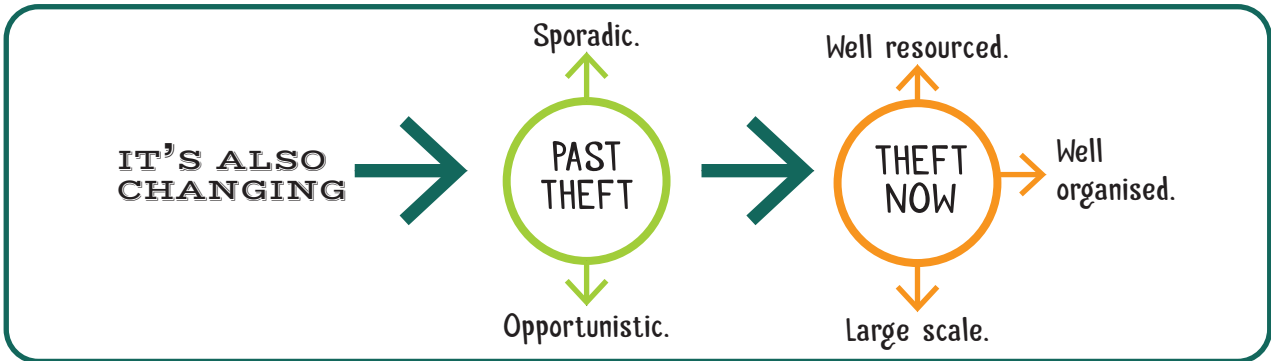 IT'S ALSO
CHANGING
Sporadic.
PAST
THEFT
Opportunistic.
Well resourced.
THEFT
NOW
Well
organised.
Large scale.